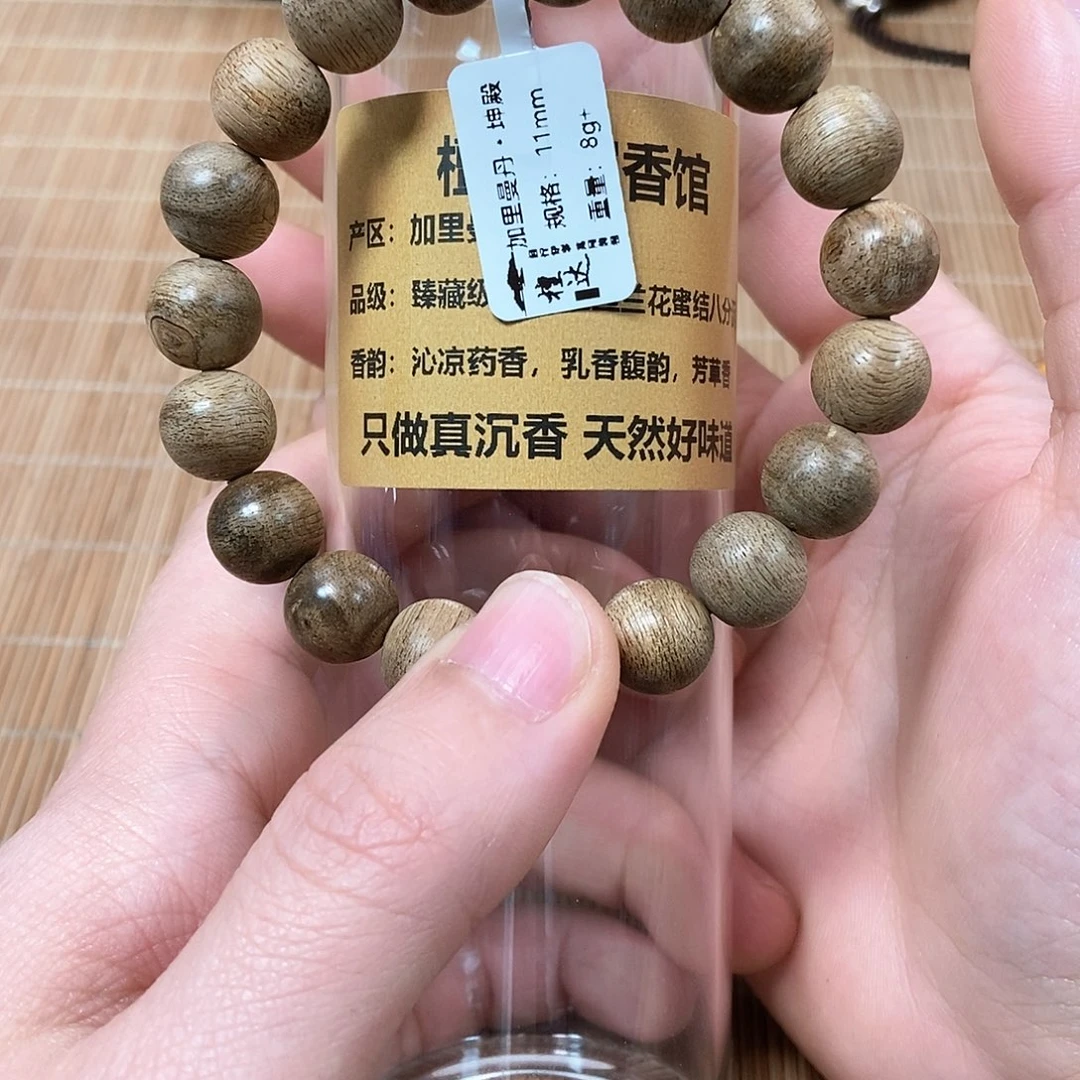 加里曼丹·坤殿
规格：11mm
重量：8g+
檀达
香馆
产区：加里曼
品级：臻藏级 兰花蜜结八分
香韵：沁凉药香，乳香馥韵，芳草香
只做真沉香 天然好味道